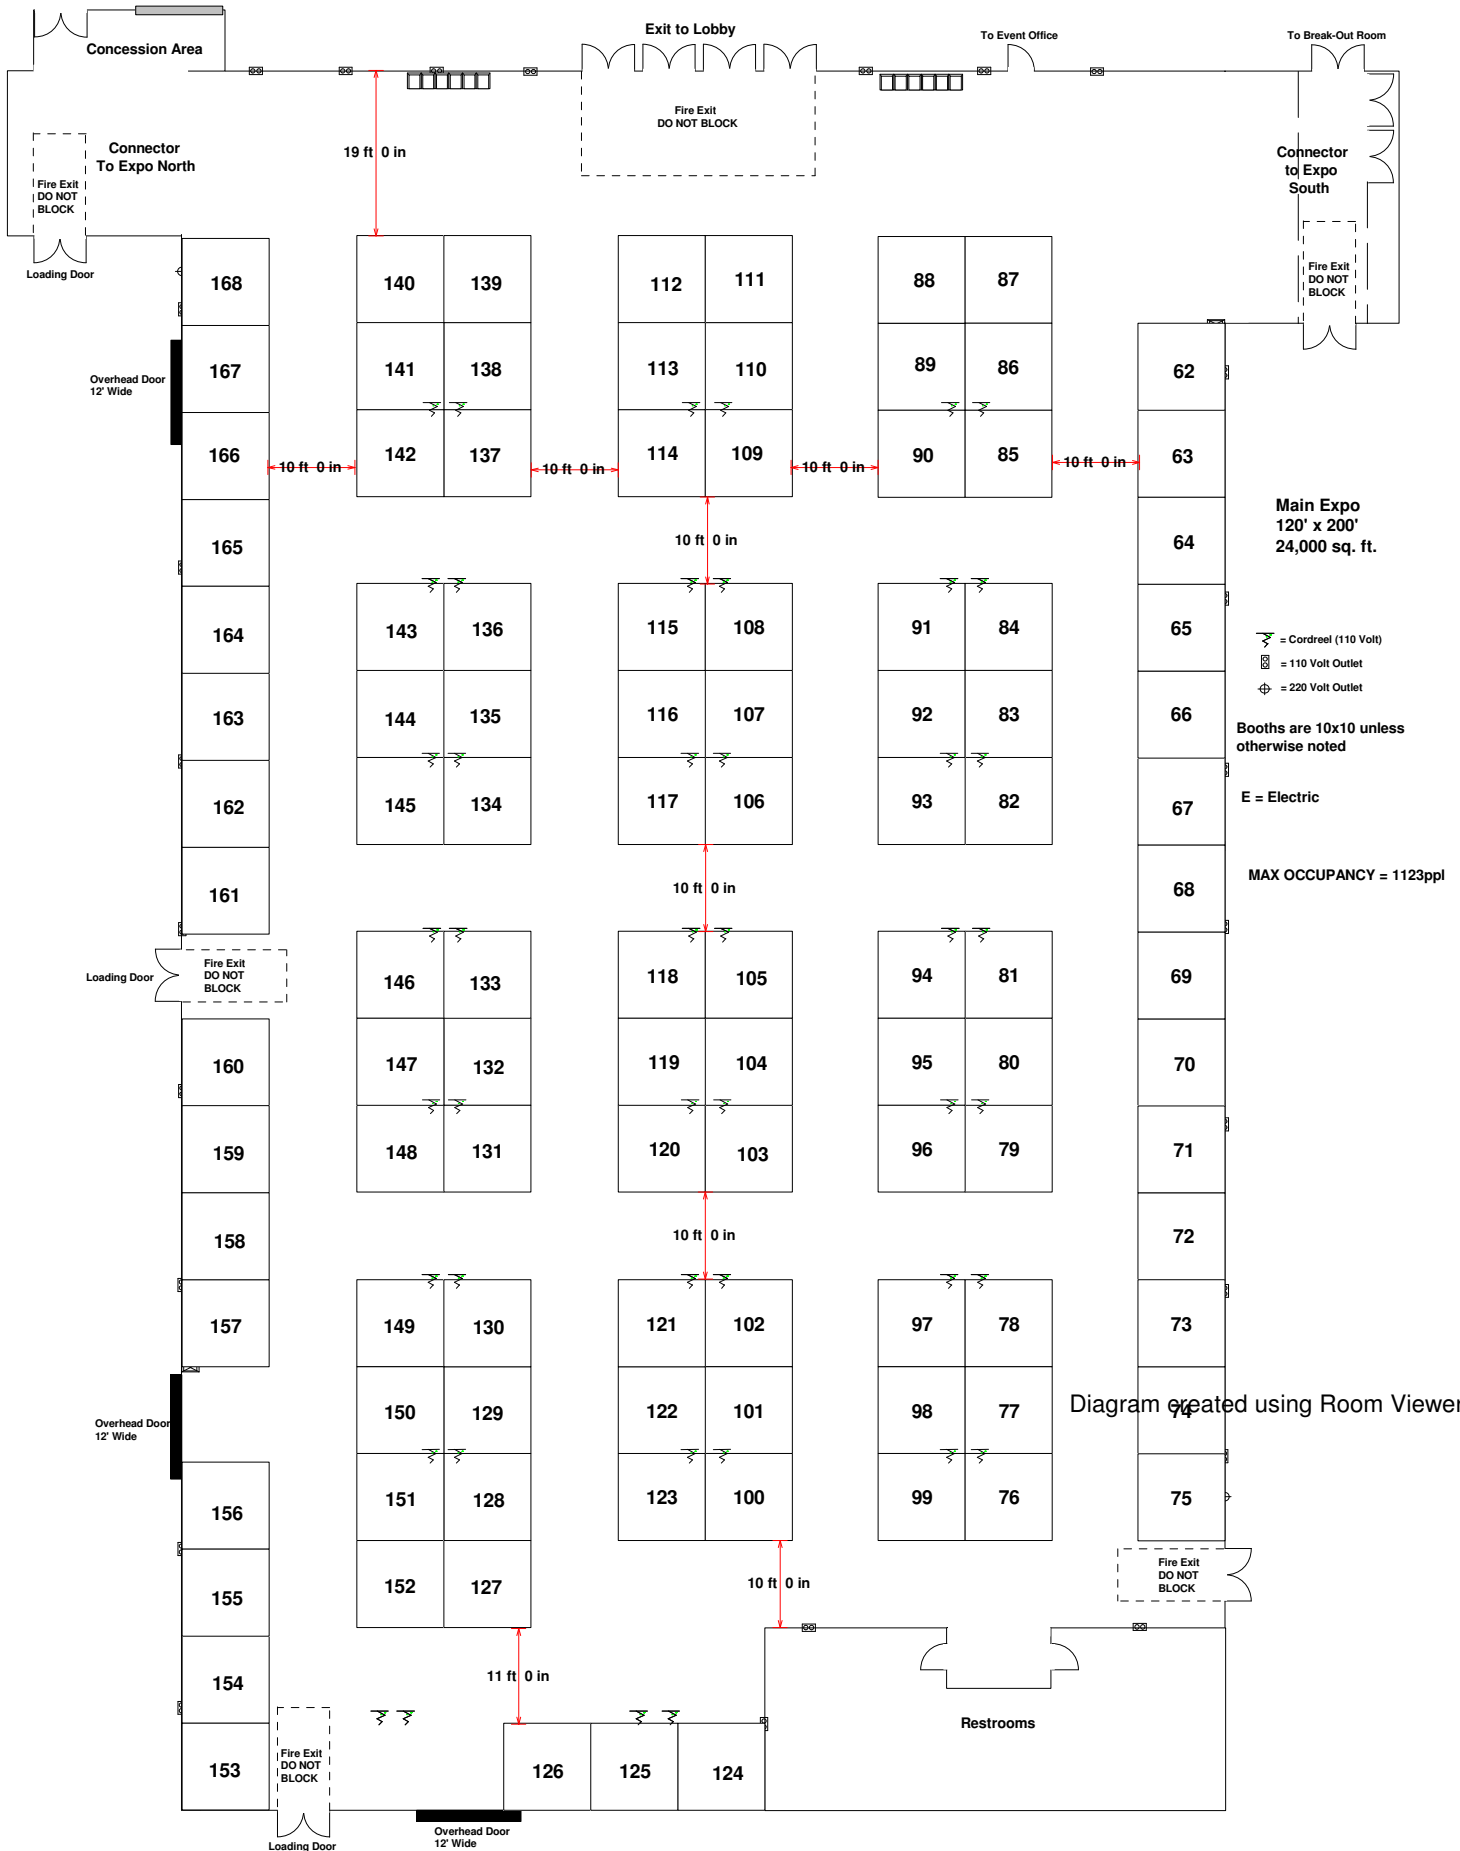 Exit to Lobby
To Event Office
To Break-Out Room
Concession Area
Fire Exit
DO NOT BLOCK
Connector
To Expo North
19 ft  0 in
Connector
to Expo
South
Fire Exit
DO NOT
BLOCK
Loading Door
Fire Exit
DO NOT
BLOCK
168
140 139
112 111
88 87
167
141 138
113 110
89 86
62
Overhead Door
12' Wide
166
10 ft  0 in
142 137
10 ft  0 in
114 109
10 ft  0 in
90 85
10 ft  0 in
63
Main Expo
120' x 200'
24,000 sq. ft.
165
10 ft  0 in
64
164
143 136
115 108
91 84
65
= Cordreel (110 Volt)
= 110 Volt Outlet
= 220 Volt Outlet
163
144 135
116 107
92 83
66
Booths are 10x10 unless
otherwise noted
162
145 134
117 106
93 82
67
E = Electric
161
10 ft  0 in
68
MAX OCCUPANCY = 1123ppl
Loading Door
Fire Exit
DO NOT
BLOCK
146 133
118 105
94 81
69
160
147 132
119 104
95 80
70
159
148 131
120 103
96 79
71
158
10 ft  0 in
72
157
149 130
121 102
97 78
73
Overhead Door
12' Wide
150 129
122 101
98 77
74
Diagram created using Room Viewer
156
151 128
123 100
99 76
75
155
152 127
10 ft  0 in
Fire Exit
DO NOT
BLOCK
154
11 ft  0 in
Restrooms
153
Fire Exit
DO NOT
BLOCK
126 125 124
Loading Door
Overhead Door
12' Wide